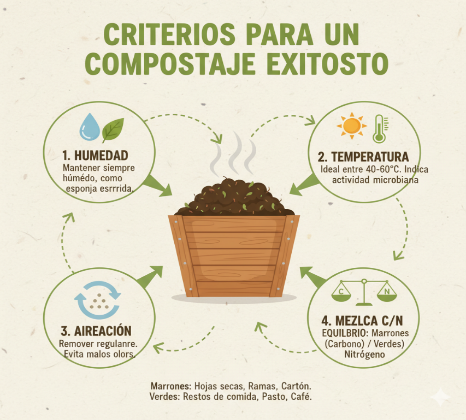 CRITERIOS PARA UN
COMPOSTAJE EXITOSTO
1. HUMEDAD
Mantener siempre
húmédo, como
esponja esrrrida.
2. TEMPERATURA
Ideal entre 40-60°C. Indica
actividad microbiana
3. AIREACIÓN
Remover regulanre.
Evita malos olors.
C N
4. MEZLCA C/N
EQUILBRIO: Marrones
(Carbono) / Verdes)
Nitrógeno
Marrones: Hojas secas, Ramas, Cartón.
Verdes: Restos de comida, Pasto, Café.